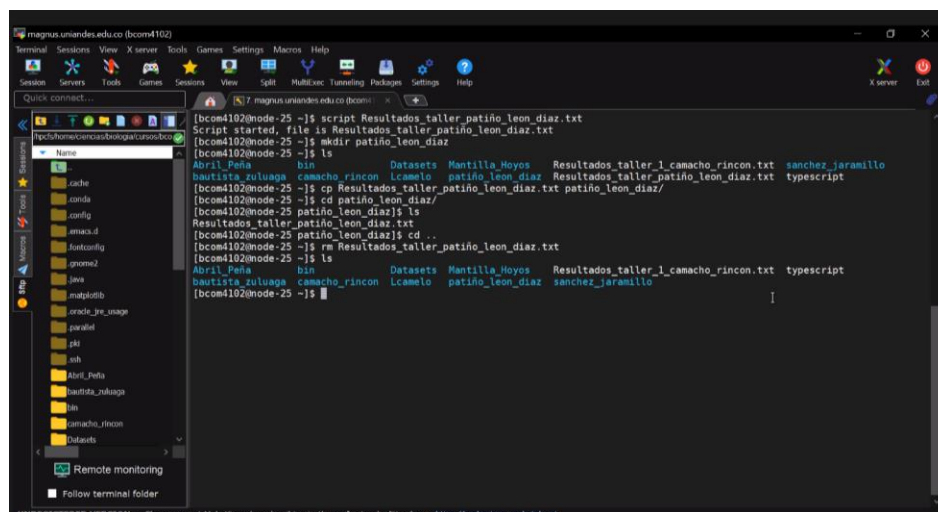 magnus.uniandes.edu.co (bcom4102)
Terminal Sessions View X server Tools Games Settings Macros Help
Session Servers Tools Games Sessions View Split MultiExec Tunneling Packages Settings Help X server Exit
Quick connect...
7. magnus.uniandes.edu.co (bcom4
/hpcfs/home/ciencias/biologia/cursos/bco
Sessions
Tools
Macros
Sftp
Name
..
.cache
.conda
.config
.emacs.d
.fontconfig
.gnome2
.java
.matplotlib
.oracle_jre_usage
.parallel
.pki
.ssh
Abril_Peña
bautista_zuluaga
bin
camacho_rincon
Datasets
Remote monitoring
Follow terminal folder
[bcom4102@node-25 ~]$ script Resultados_taller_patiño_leon_diaz.txt
Script started, file is Resultados_taller_patiño_leon_diaz.txt
[bcom4102@node-25 ~]$ mkdir patiño_leon_diaz
[bcom4102@node-25 ~]$ ls
Abril_Peña bin Datasets Mantilla_Hoyos Resultados_taller_1_camacho_rincon.txt sanchez_jaramillo
bautista_zuluaga camacho_rincon Lcamelo patiño_leon_diaz Resultados_taller_patiño_leon_diaz.txt typescript
[bcom4102@node-25 ~]$ cp Resultados_taller_patiño_leon_diaz.txt patiño_leon_diaz/
[bcom4102@node-25 ~]$ cd patiño_leon_diaz/
[bcom4102@node-25 patiño_leon_diaz]$ ls
Resultados_taller_patiño_leon_diaz.txt
[bcom4102@node-25 patiño_leon_diaz]$ cd ..
[bcom4102@node-25 ~]$ rm Resultados_taller_patiño_leon_diaz.txt
[bcom4102@node-25 ~]$ ls
Abril_Peña bin Datasets Mantilla_Hoyos Resultados_taller_1_camacho_rincon.txt typescript
bautista_zuluaga camacho_rincon Lcamelo patiño_leon_diaz sanchez_jaramillo
[bcom4102@node-25 ~]$